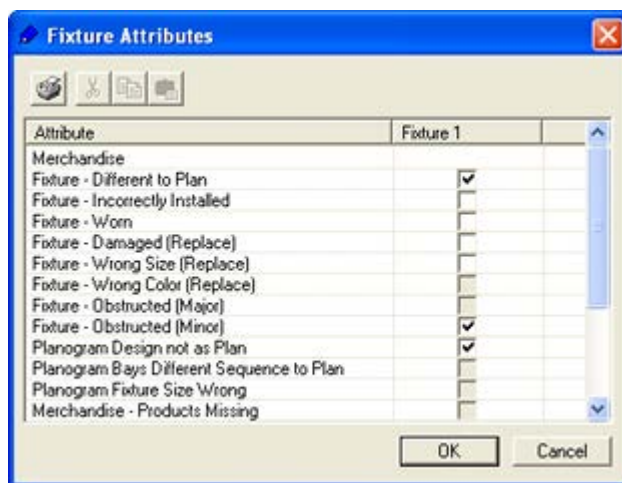 Fixture Attributes
Attribute Fixture 1
Merchandise
Fixture - Different to Plan
Fixture - Incorrectly Installed
Fixture - Worn
Fixture - Damaged (Replace)
Fixture - Wrong Size (Replace)
Fixture - Wrong Color (Replace)
Fixture - Obstructed (Major)
Fixture - Obstructed (Minor)
Planogram Design not as Plan
Planogram Bays Different Sequence to Plan
Planogram Fixture Size Wrong
Merchandise - Products Missing
OK Cancel